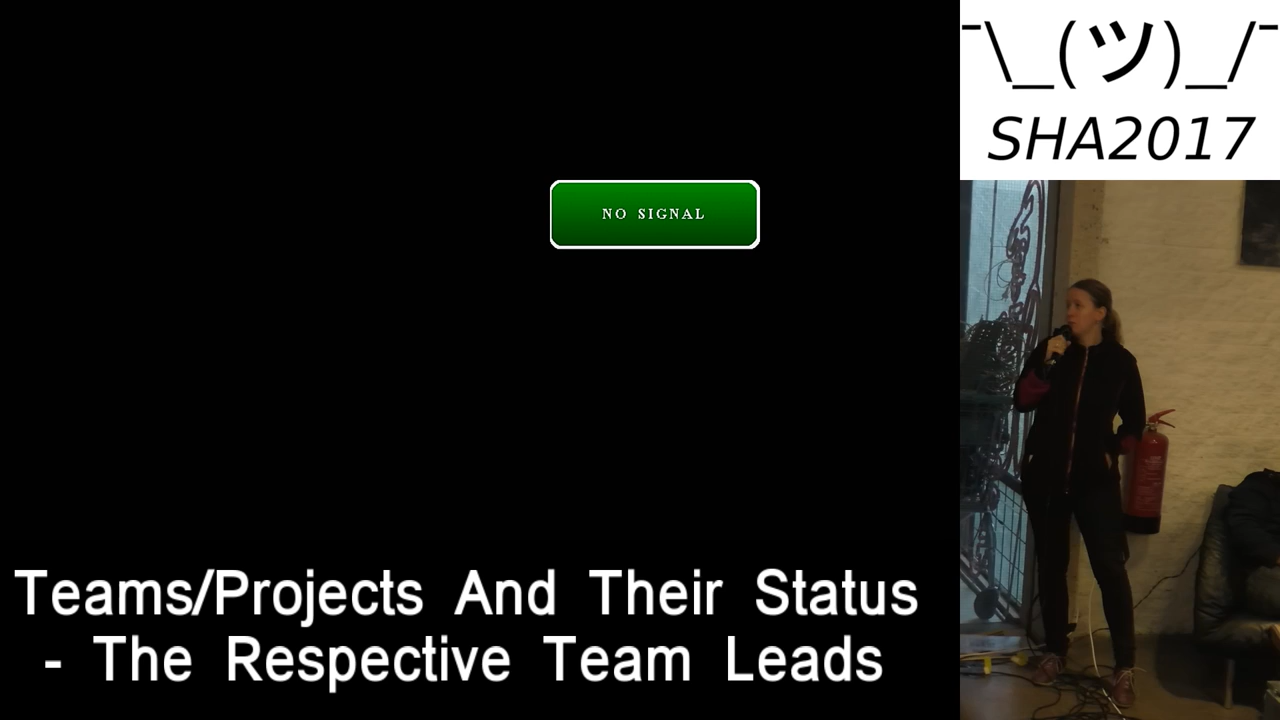 ¯\_(ツ)_/¯
SHA2017
NO SIGNAL
Teams/Projects And Their Status
- The Respective Team Leads